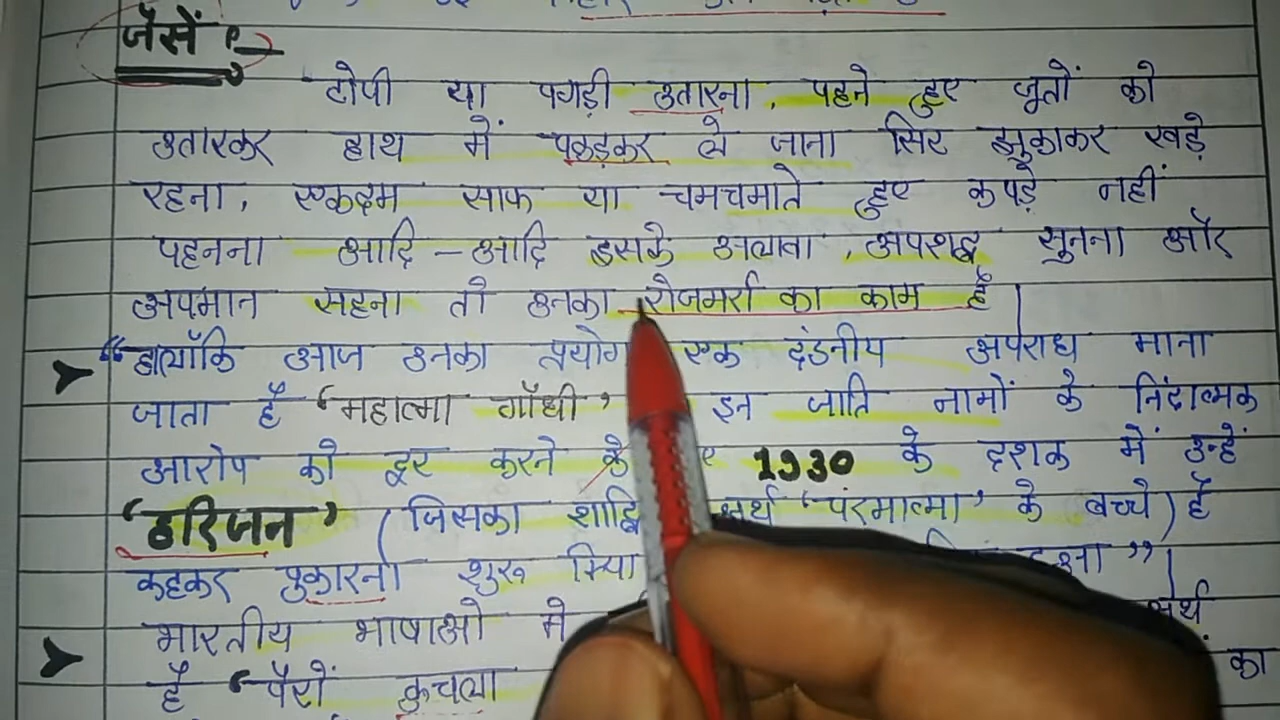 जैसें
टोपी या पगड़ी उतारना, पहने हुए जूतों को
उतारकर हाथ में पकड़कर ले जाना सिर झुकाकर खड़े
रहना, एकदम साफ या चमचमाते हुए कपड़े नहीं
पहनना आदि - आदि इसके अलावा, अपशब्द सुनना और
अपमान सहना तो उनका रोजमर्रा का काम है।
"हालाँकि आज उनका प्रयोग एक दंडनीय अपराध माना
जाता है 'महात्मा गाँधी' इन जाति नामों के निंदात्मक
आरोप को दूर करने के 1930 के दशक में उन्हें
'हरिजन' (जिसका अर्थ 'परमात्मा' के बच्चे) है
कहकर पुकारना शुरू
भारतीय भाषाओ मे अर्थ
है 'पैरों कुचला का